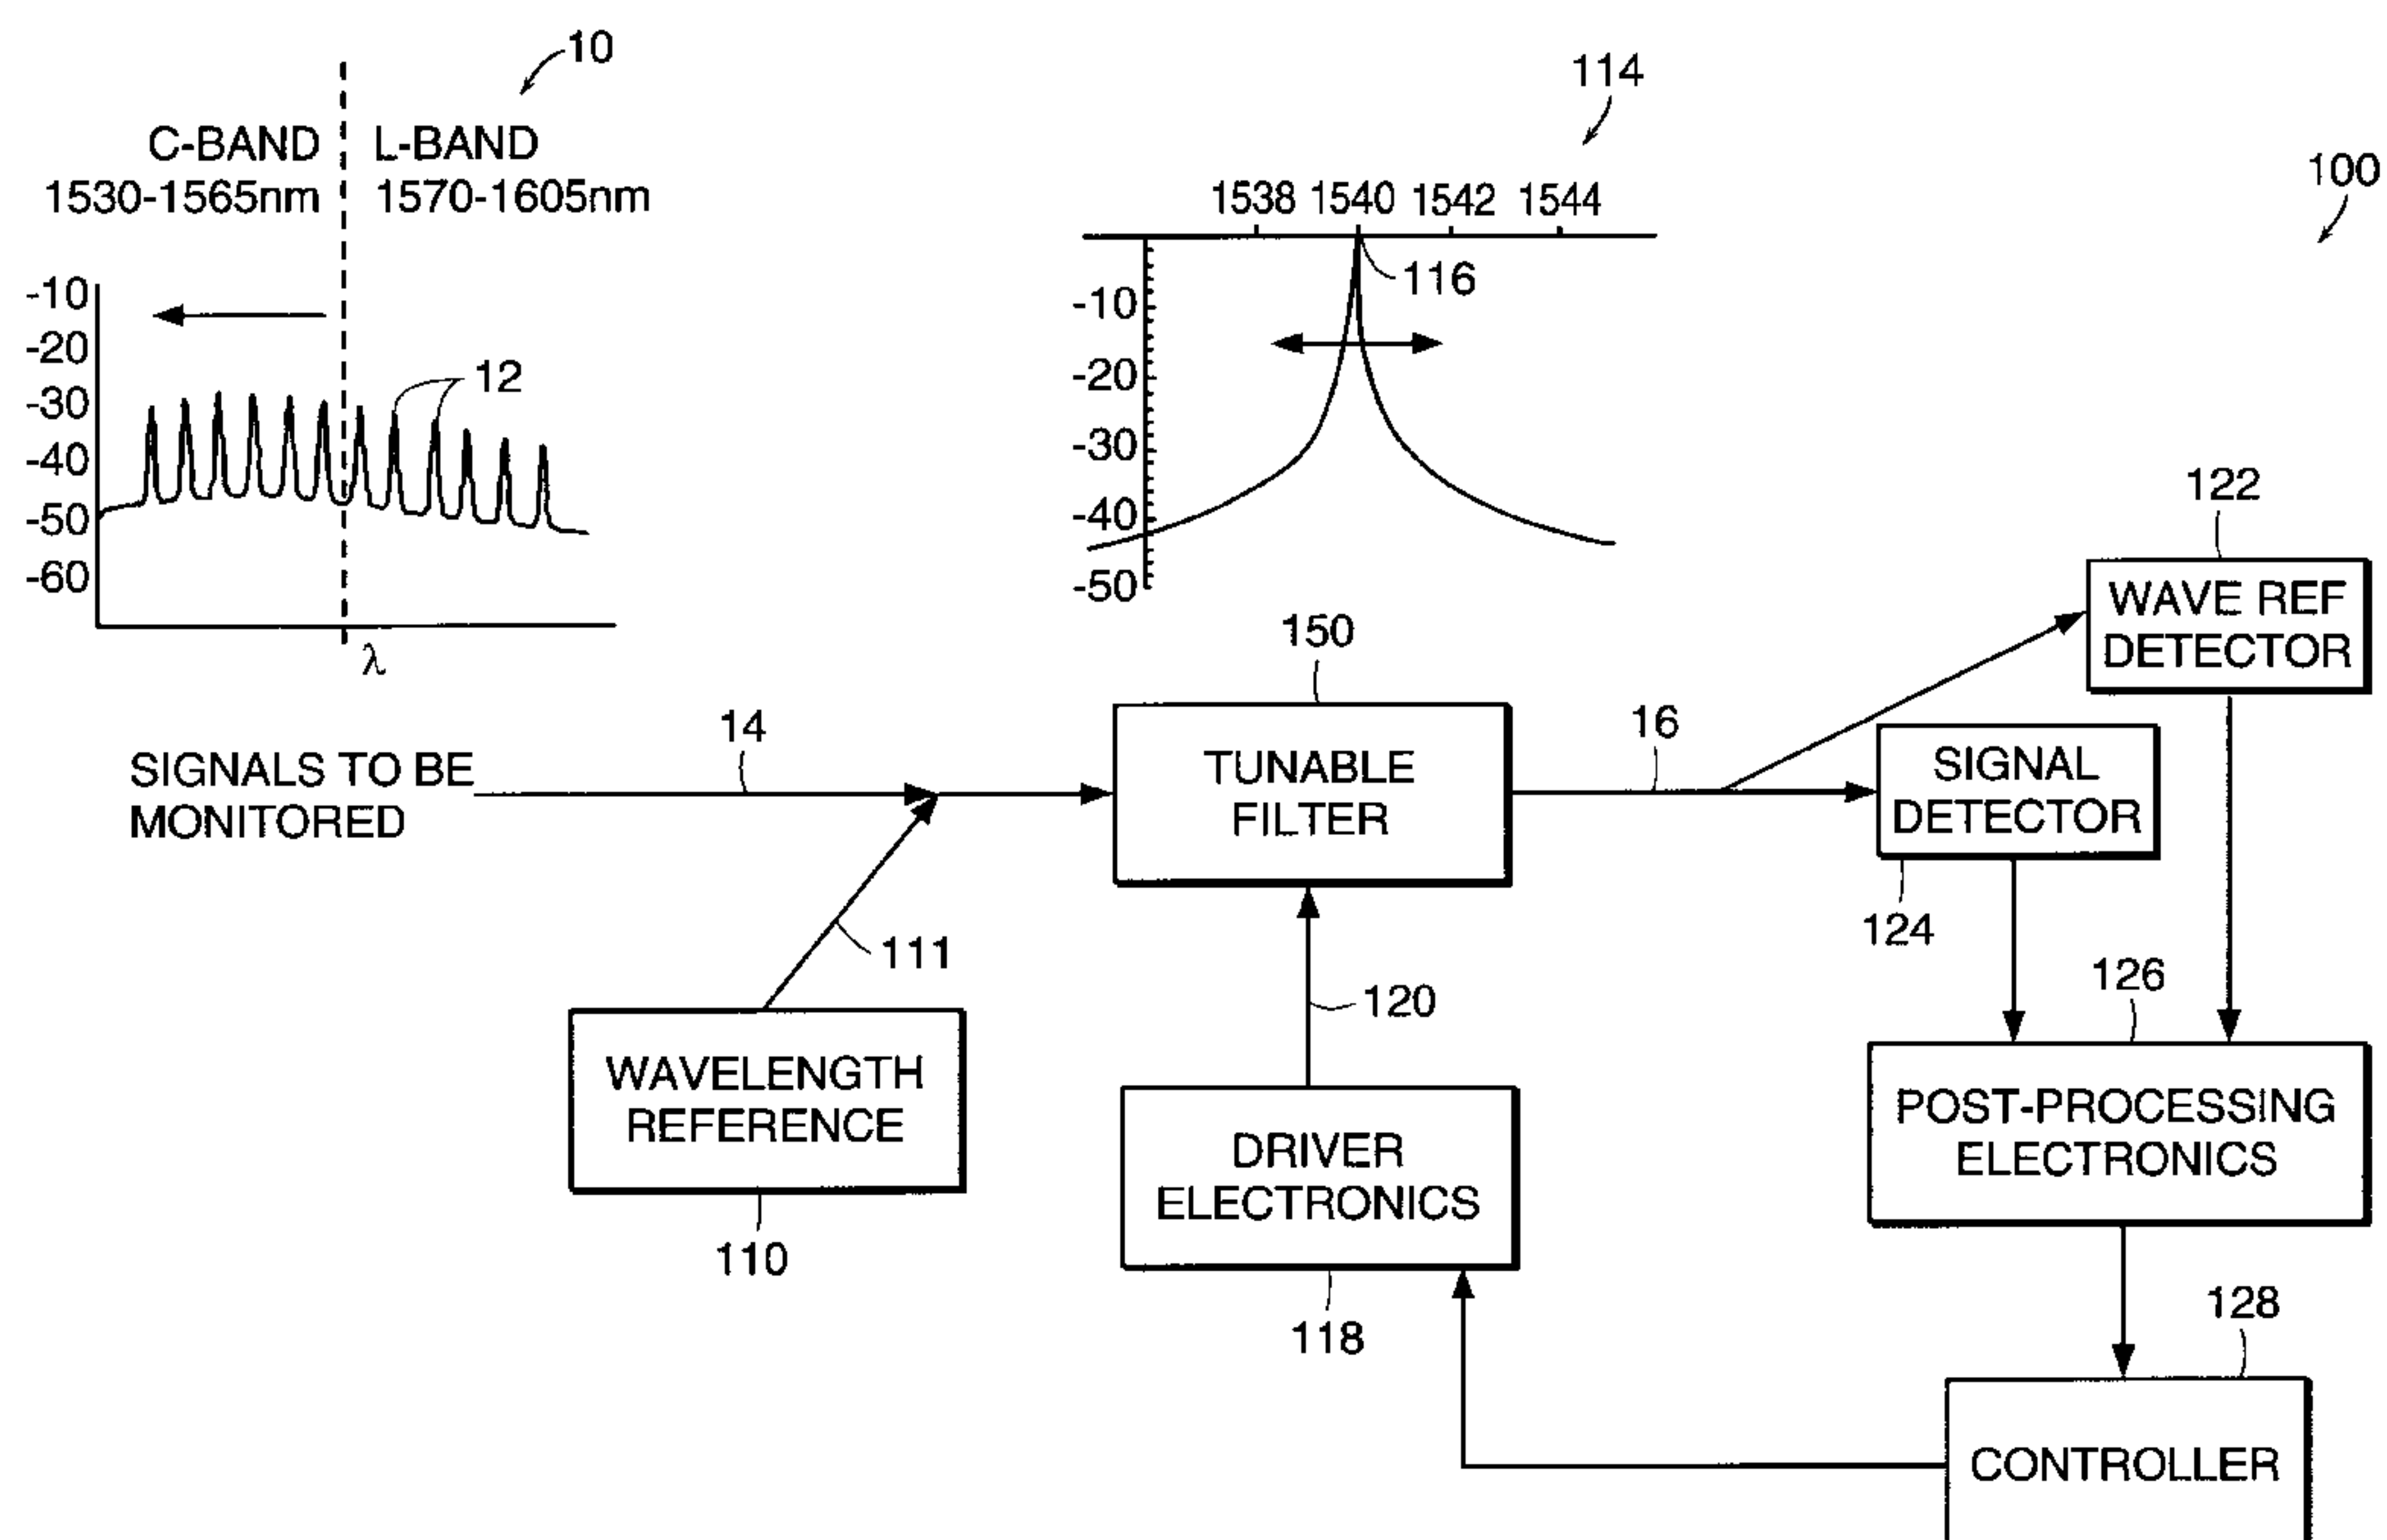 10
C-BAND
L-BAND
1530-1565nm
1570-1605nm
-10
-20
-30
-40
-50
-60
12
λ
114
1538 1540 1542 1544
116
-10
-20
-30
-40
-50
100
122
WAVE REF
DETECTOR
150
TUNABLE
FILTER
14
SIGNALS TO BE
MONITORED
16
SIGNAL
DETECTOR
124
111
WAVELENGTH
REFERENCE
110
120
DRIVER
ELECTRONICS
118
126
POST-PROCESSING
ELECTRONICS
128
CONTROLLER